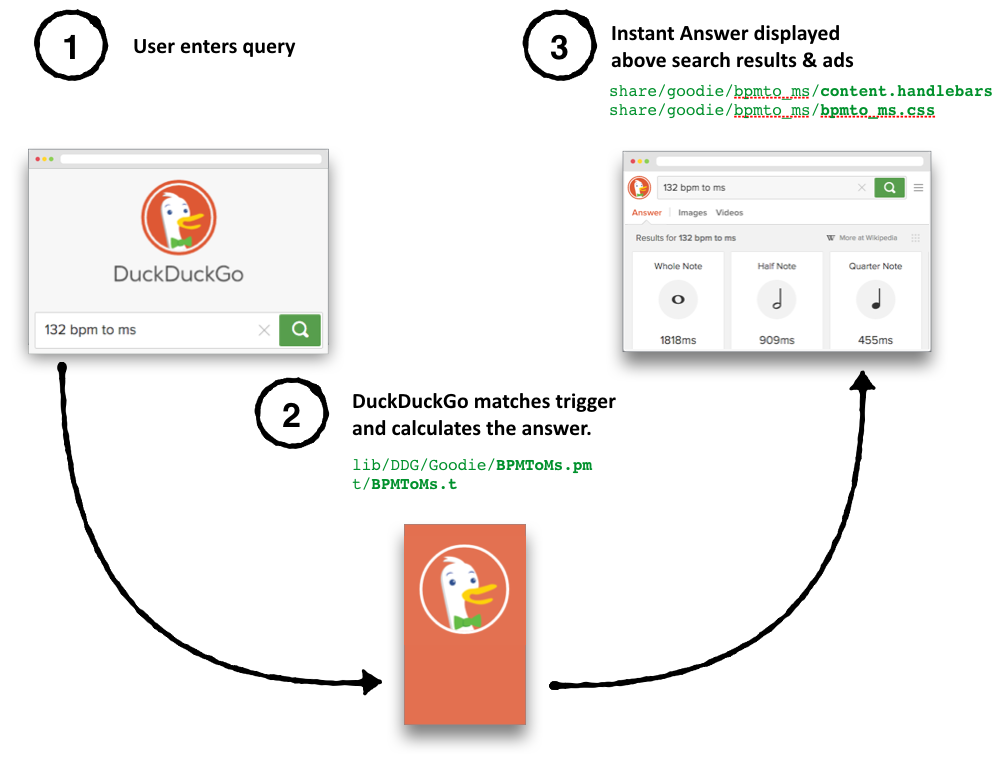 1
User enters query
DuckDuckGo
132 bpm to ms
2
DuckDuckGo matches trigger
and calculates the answer.
lib/DDG/Goodie/BPMToMs.pm
t/BPMToMs.t
3
Instant Answer displayed
above search results & ads
share/goodie/bpmto_ms/content.handlebars
share/goodie/bpmto_ms/bpmto_ms.css
132 bpm to ms
Answer Images Videos
Results for 132 bpm to ms W More at Wikipedia
Whole Note Half Note Quarter Note
1818ms 909ms 455ms